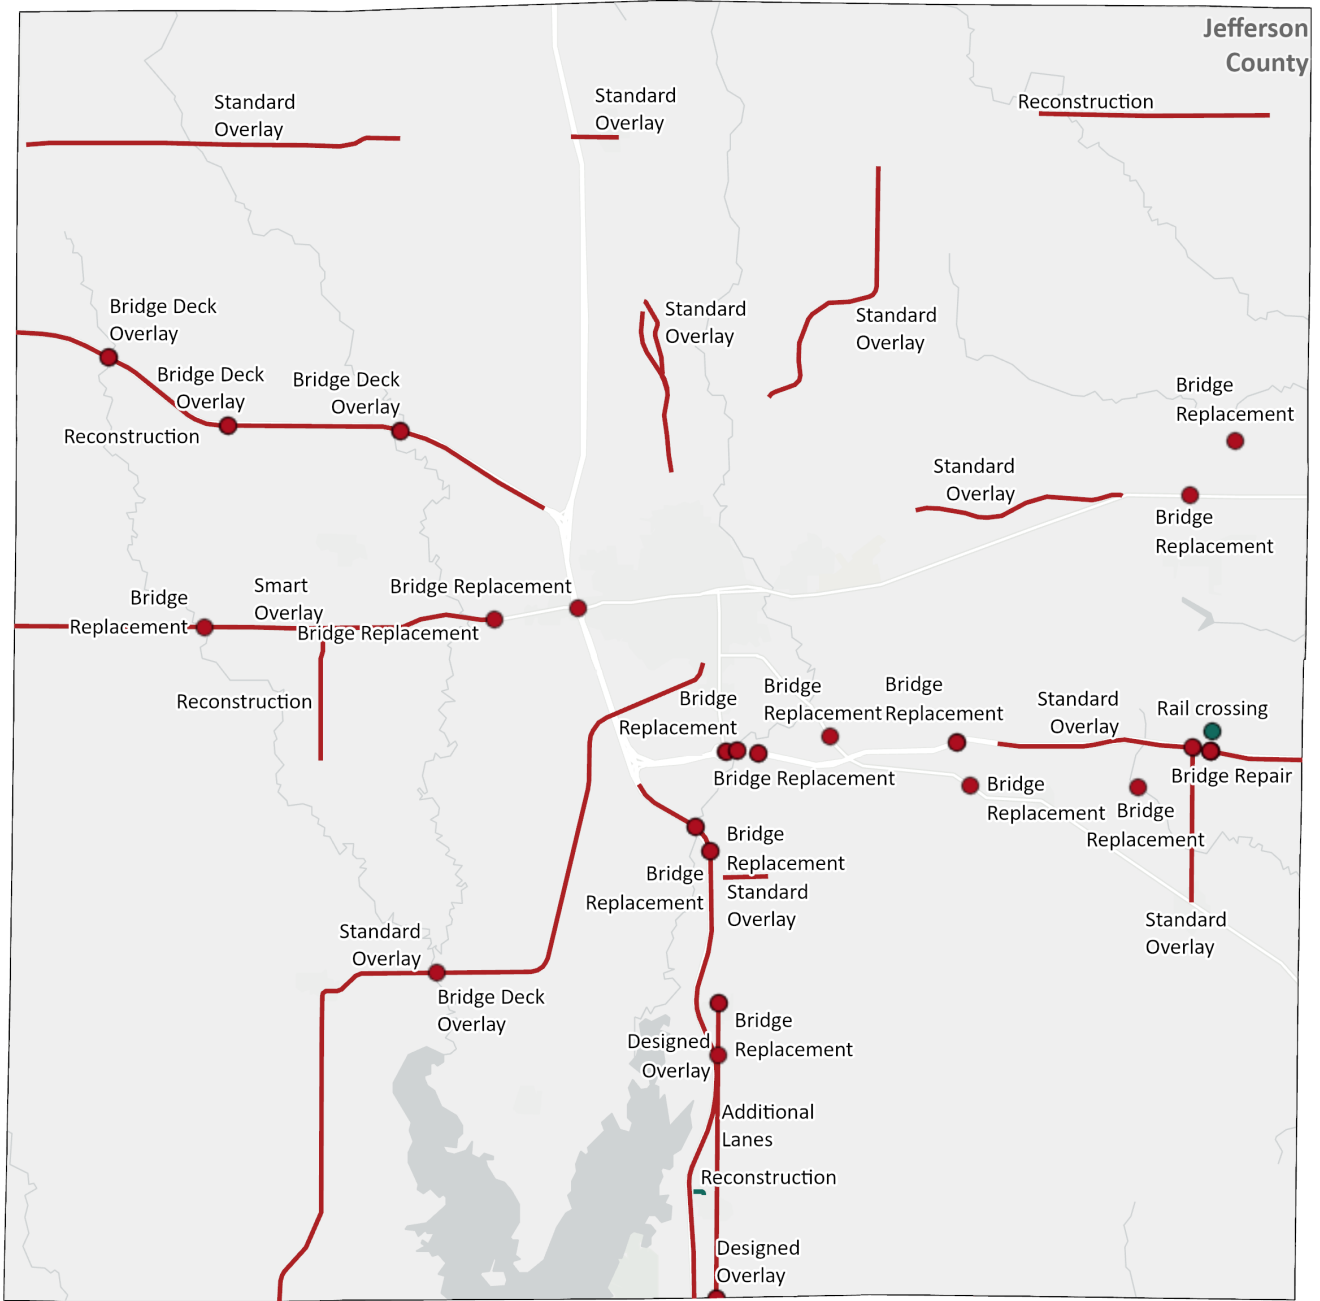 Jefferson
County
Standard
Overlay
Standard
Overlay
Reconstruction
Bridge Deck
Overlay
Standard
Overlay
Standard
Overlay
Bridge Deck
Overlay
Bridge Deck
Overlay
Reconstruction
Bridge
Replacement
Standard
Overlay
Bridge
Replacement
Bridge
Replacement
Smart
Overlay
Bridge Replacement
Bridge Replacement
Reconstruction
Bridge
Replacement
Bridge
Replacement
Bridge
Replacement
Standard
Overlay
Rail crossing
Bridge Replacement
Bridge Repair
Bridge
Replacement
Bridge
Replacement
Bridge
Replacement
Bridge
Replacement
Standard
Overlay
Standard
Overlay
Standard
Overlay
Bridge Deck
Overlay
Bridge
Replacement
Designed
Overlay
Additional
Lanes
Reconstruction
Designed
Overlay